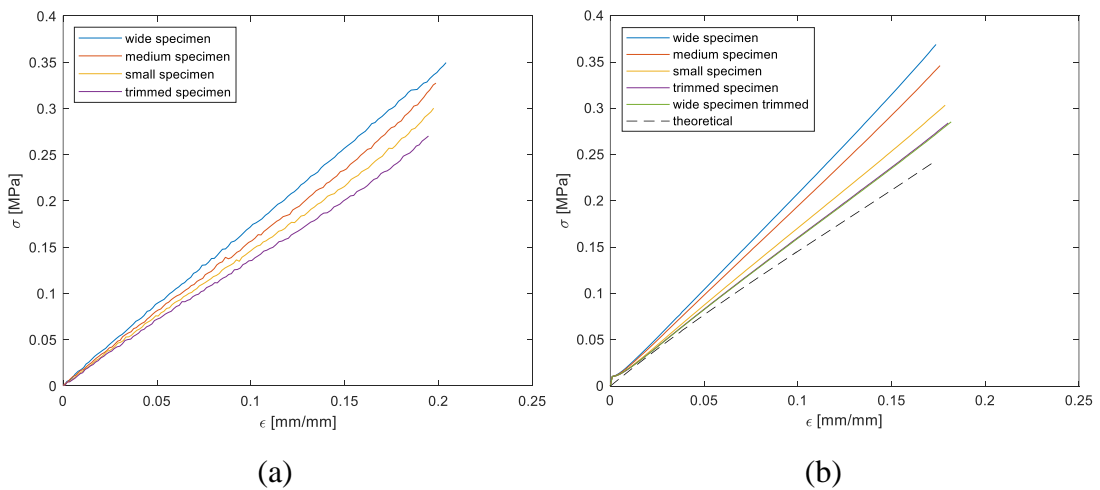 0.4
0.35
0.3
0.25
0.2
0.15
0.1
0.05
0
σ [MPa]
wide specimen
medium specimen
small specimen
trimmed specimen
0 0.05 0.1 0.15 0.2 0.25
ϵ [mm/mm]
(a)
0.4
0.35
0.3
0.25
0.2
0.15
0.1
0.05
0
σ [MPa]
wide specimen
medium specimen
small specimen
trimmed specimen
wide specimen trimmed
theoretical
0 0.05 0.1 0.15 0.2 0.25
ϵ [mm/mm]
(b)